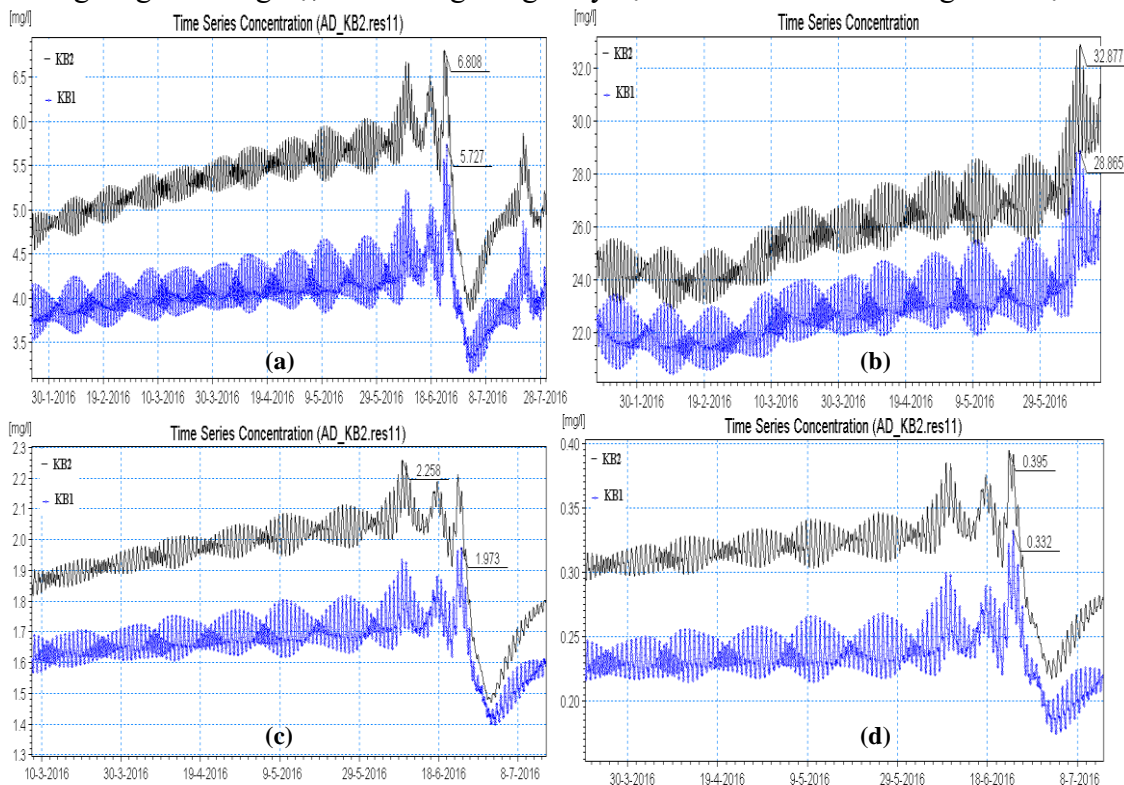 [mg/l]
Time Series Concentration (AD_KB2.res11)
KB2
KB1
6.808
5.727
6.5
6.0
5.5
5.0
4.5
4.0
3.5
(a)
30-1-2016 19-2-2016 10-3-2016 30-3-2016 19-4-2016 9-5-2016 29-5-2016 18-6-2016 8-7-2016 28-7-2016
[mg/l]
Time Series Concentration
KB2
KB1
32.877
28.865
32.0
30.0
28.0
26.0
24.0
22.0
(b)
30-1-2016 19-2-2016 10-3-2016 30-3-2016 19-4-2016 9-5-2016 29-5-2016
[mg/l]
Time Series Concentration (AD_KB2.res11)
KB2
KB1
2.258
1.973
2.3
2.2
2.1
2.0
1.9
1.8
1.7
1.6
1.5
1.4
1.3
(c)
10-3-2016 30-3-2016 19-4-2016 9-5-2016 29-5-2016 18-6-2016 8-7-2016
[mg/l]
Time Series Concentration (AD_KB2.res11)
KB2
KB1
0.395
0.332
0.40
0.35
0.30
0.25
0.20
(d)
30-3-2016 19-4-2016 9-5-2016 29-5-2016 18-6-2016 8-7-2016